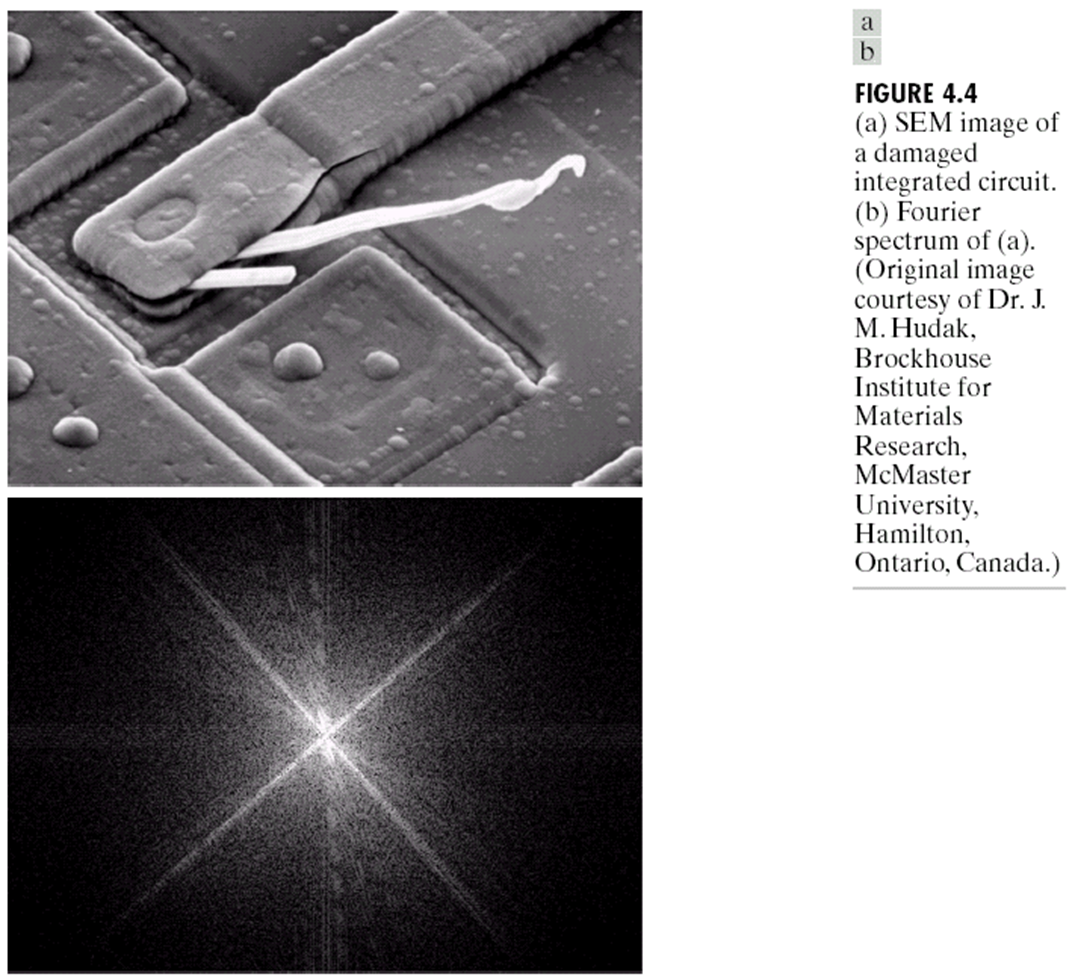 a
b
FIGURE 4.4
(a) SEM image of
a damaged
integrated circuit.
(b) Fourier
spectrum of (a).
(Original image
courtesy of Dr. J.
M. Hudak,
Brockhouse
Institute for
Materials
Research,
McMaster
University,
Hamilton,
Ontario, Canada.)